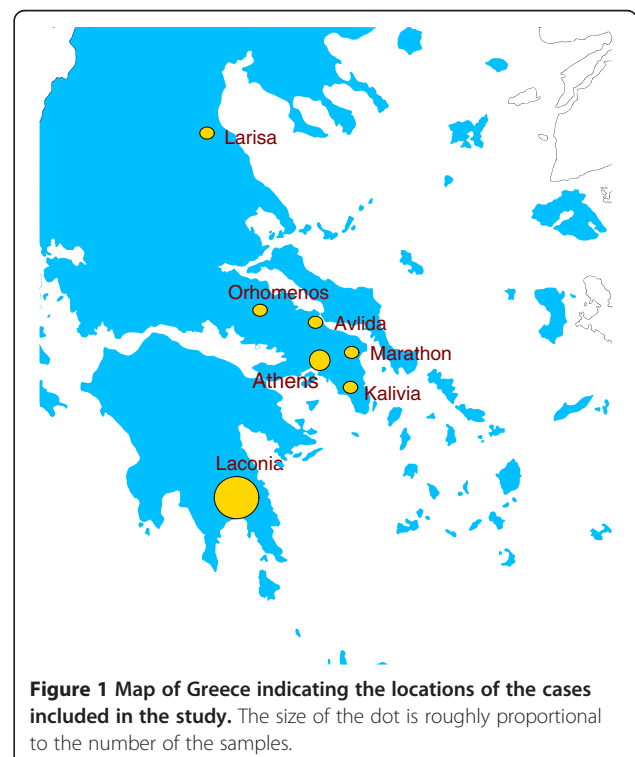 Larisa
Orhomenos
Avlida
Marathon
Athens
Kalivia
Laconia
Figure 1 Map of Greece indicating the locations of the cases
included in the study. The size of the dot is roughly proportional
to the number of the samples.